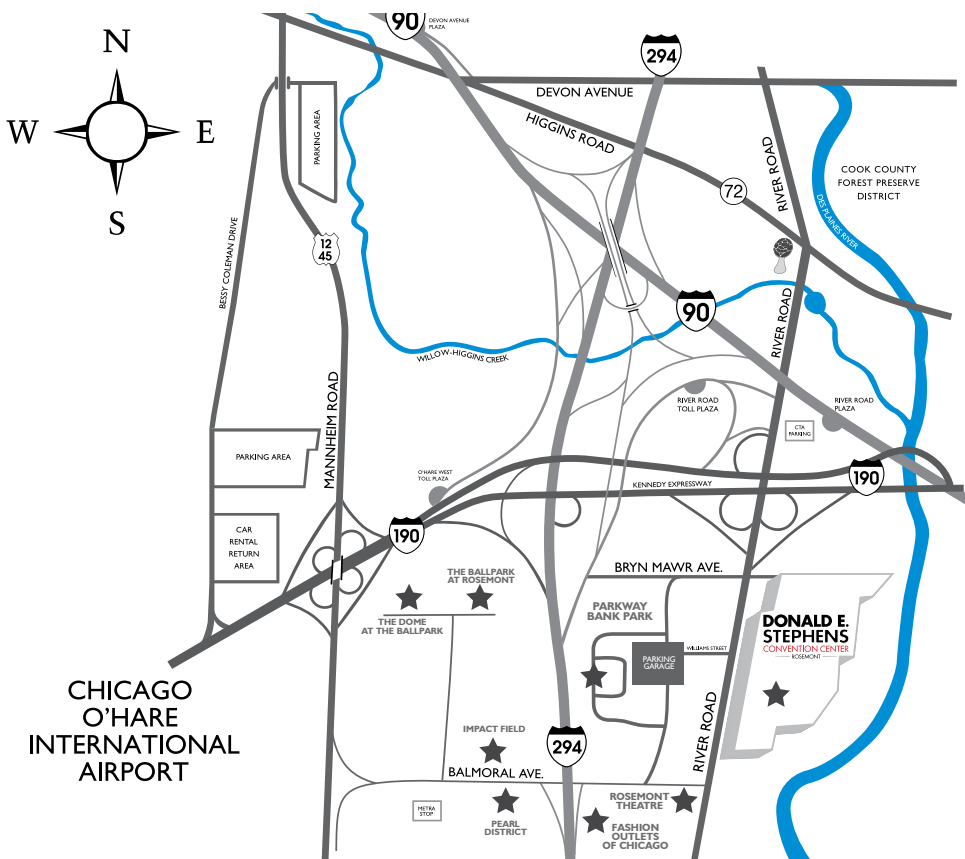 N
W
E
S
90
DEVON AVENUE
PLAZA
294
DEVON AVENUE
HIGGINS ROAD
RIVER ROAD
72
COOK COUNTY
FOREST PRESERVE
DISTRICT
DES PLAINES RIVER
PARKING AREA
BESSY COLEMAN DRIVE
12
45
90
WILLOW-HIGGINS CREEK
RIVER ROAD
MANNHEIM ROAD
RIVER ROAD
TOLL PLAZA
RIVER ROAD
PLAZA
CTA
PARKING
PARKING AREA
O'HARE WEST
TOLL PLAZA
190
KENNEDY EXPRESSWAY
CAR
RENTAL
RETURN
AREA
190
BRYN MAWR AVE.
THE BALLPARK
AT ROSEMONT
THE DOME
AT THE BALLPARK
PARKWAY
BANK PARK
DONALD E.
STEPHENS
CONVENTION CENTER
ROSEMONT
WILLIAMS STREET
PARKING
GARAGE
CHICAGO
O'HARE
INTERNATIONAL
AIRPORT
RIVER ROAD
IMPACT FIELD
294
BALMORAL AVE.
METRA
STOP
PEARL
DISTRICT
ROSEMONT
THEATRE
FASHION
OUTLETS
OF CHICAGO